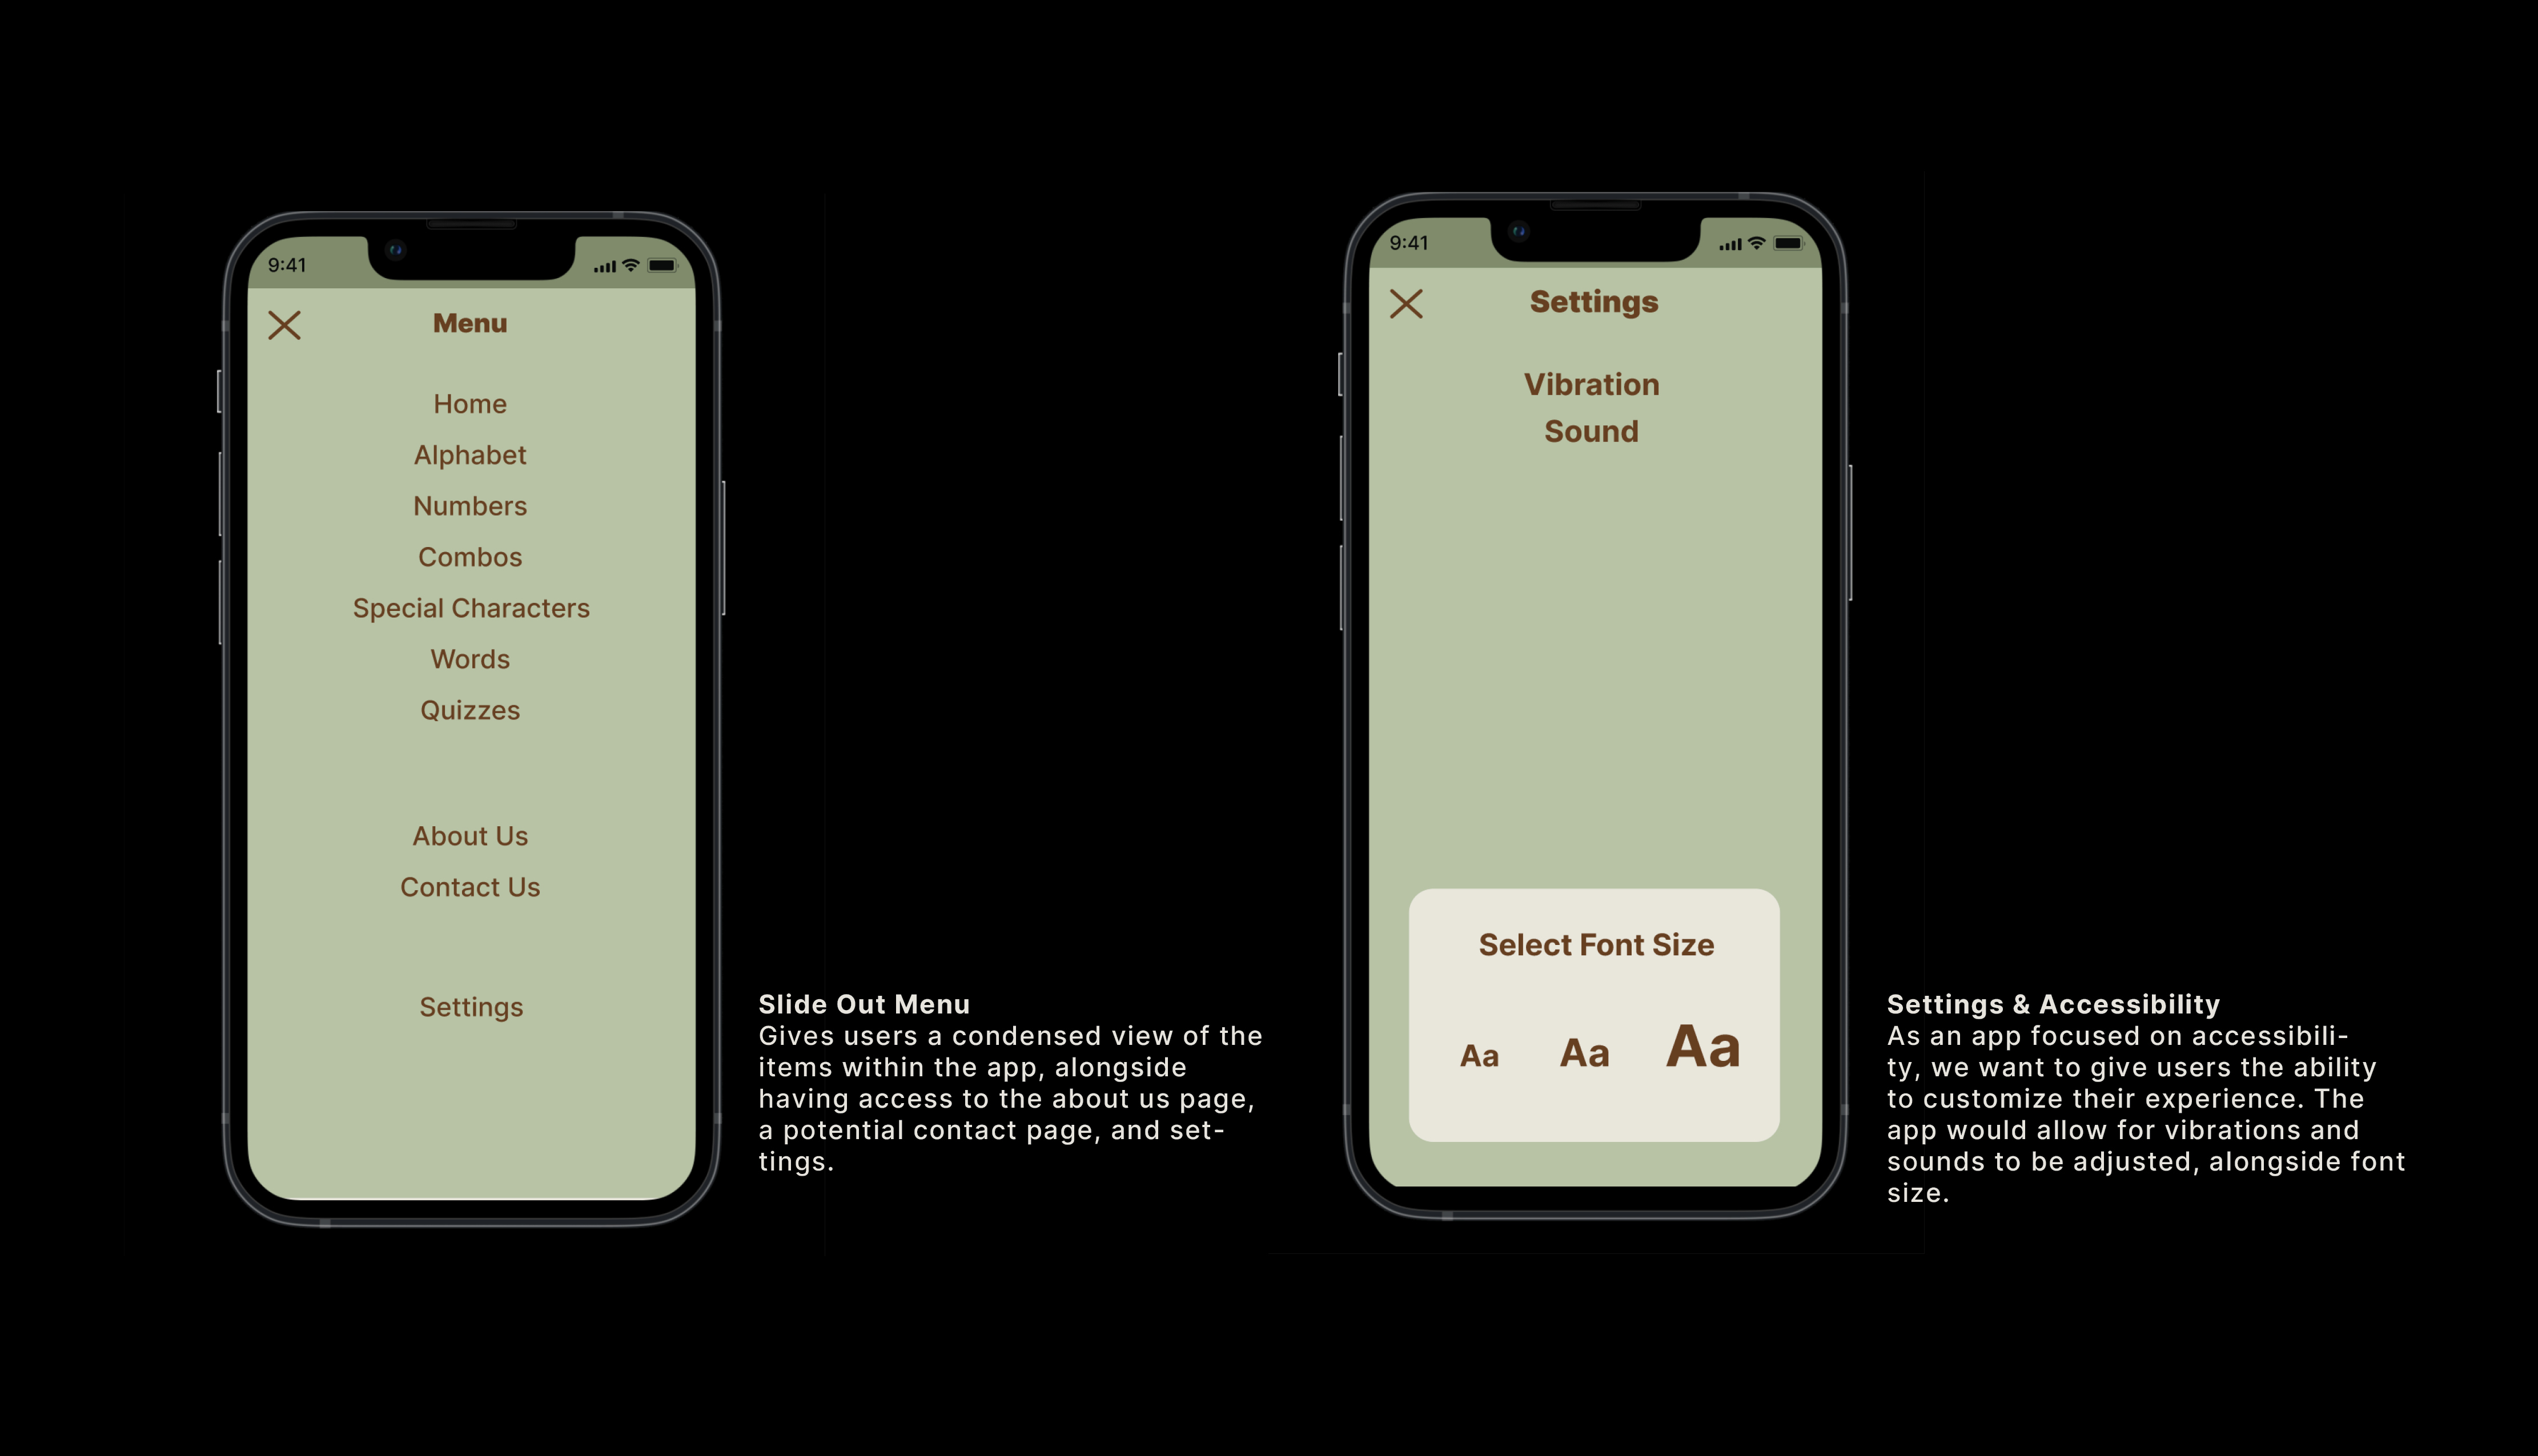 9:41
Menu
Home
Alphabet
Numbers
Combos
Special Characters
Words
Quizzes
About Us
Contact Us
Settings
Slide Out Menu
Gives users a condensed view of the
items within the app, alongside
having access to the about us page,
a potential contact page, and set-
tings.
9:41
Settings
Vibration
Sound
Select Font Size
Aa Aa Aa
Settings & Accessibility
As an app focused on accessibili-
ty, we want to give users the ability
to customize their experience. The
app would allow for vibrations and
sounds to be adjusted, alongside font
size.